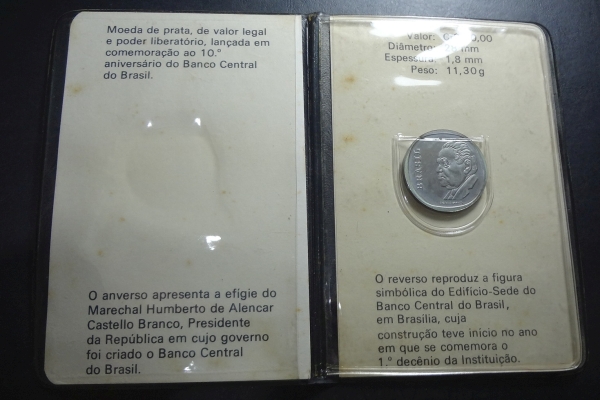 Moeda de prata, de valor legal
e poder liberatório, lançada em
comemoração ao 10.º
aniversário do Banco Central
do Brasil.
O anverso apresenta a efígie do
Marechal Humberto de Alencar
Castello Branco, Presidente
da República em cujo governo
foi criado o Banco Central
do Brasil.
Valor:
Diâmetro: mm
Espessura: 1,8 mm
Peso: 11,30g
BRASIL
O reverso reproduz a figura
simbólica do Edifício-Sede do
Banco Central do Brasil,
em Brasília, cuja
construção teve início no ano
em que se comemora o
1.º decênio da Instituição.